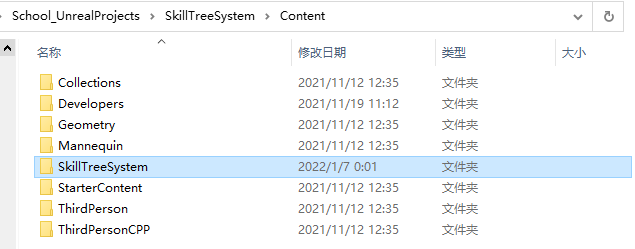 School_UnrealProjects > SkillTreeSystem > Content
名称 修改日期 类型 大小
Collections 2021/11/12 12:35 文件夹
Developers 2021/11/19 11:12 文件夹
Geometry 2021/11/12 12:35 文件夹
Mannequin 2021/11/12 12:35 文件夹
SkillTreeSystem 2022/1/7 0:01 文件夹
StarterContent 2021/11/12 12:35 文件夹
ThirdPerson 2021/11/12 12:35 文件夹
ThirdPersonCPP 2021/11/12 12:35 文件夹